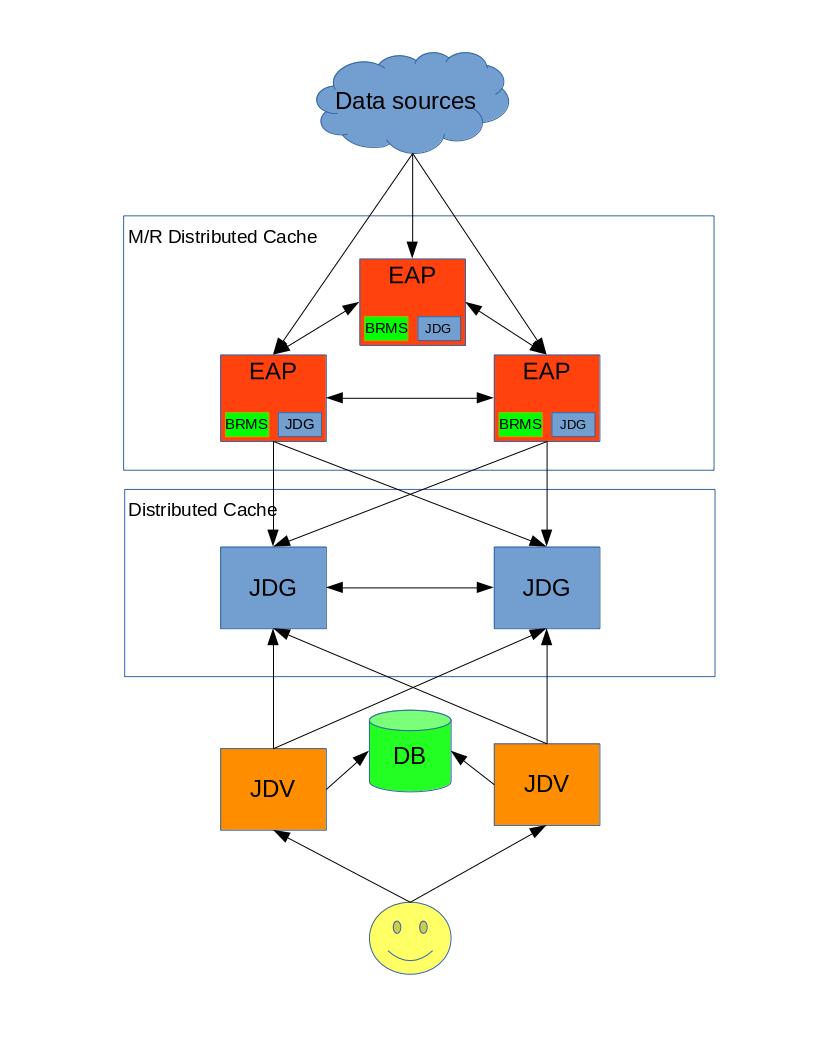 Data sources
M/R Distributed Cache
EAP
BRMS JDG
EAP
BRMS JDG
EAP
BRMS JDG
Distributed Cache
JDG
JDG
DB
JDV
JDV